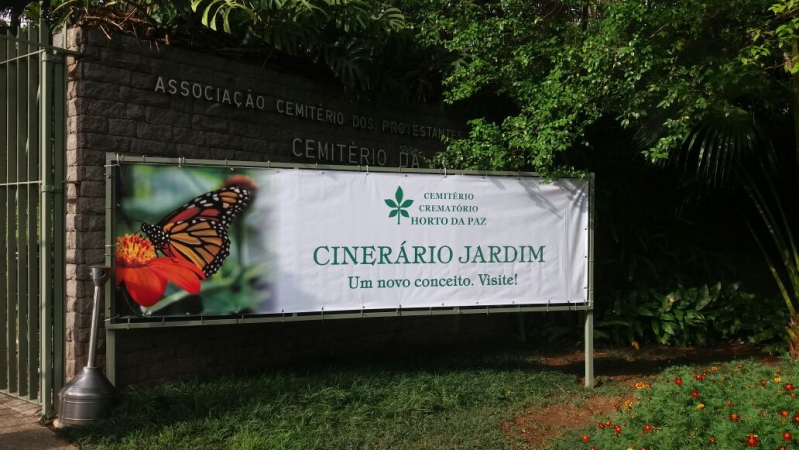 ASSOCIAÇÃO CEMITÉRIO DOS PROTESTANTES
CEMITÉRIO DA
CEMITÉRIO
CREMATÓRIO
HORTO DA PAZ
CINERÁRIO JARDIM
Um novo conceito. Visite!